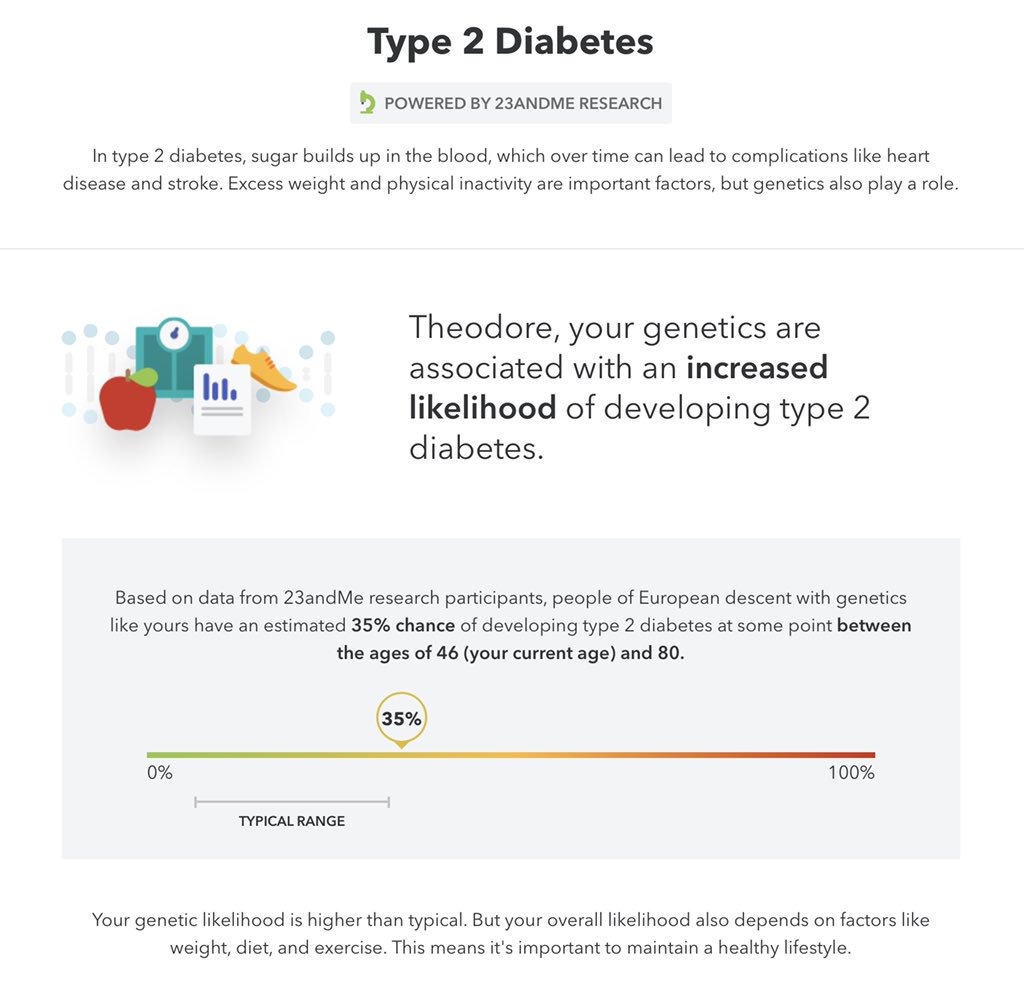 Type 2 Diabetes
POWERED BY 23ANDME RESEARCH
In type 2 diabetes, sugar builds up in the blood, which over time can lead to complications like heart
disease and stroke. Excess weight and physical inactivity are important factors, but genetics also play a role.
Theodore, your genetics are
associated with an increased
likelihood of developing type 2
diabetes.
Based on data from 23andMe research participants, people of European descent with genetics
like yours have an estimated 35% chance of developing type 2 diabetes at some point between
the ages of 46 (your current age) and 80.
35%
0%
100%
TYPICAL RANGE
Your genetic likelihood is higher than typical. But your overall likelihood also depends on factors like
weight, diet, and exercise. This means it's important to maintain a healthy lifestyle.